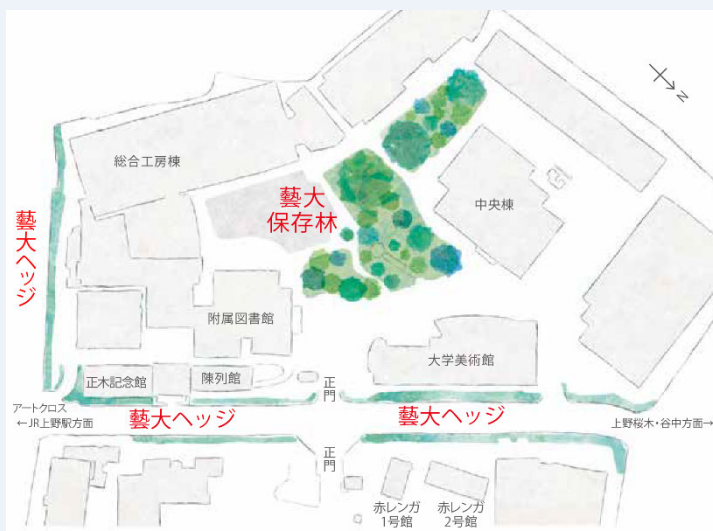 N
総合工房棟
藝大
保存林
中央棟
藝大ヘッジ
附属図書館
大学美術館
正木記念館
陳列館
正門
アートクロス
←JR上野駅方面
藝大ヘッジ
藝大ヘッジ
上野桜木・谷中方面→
正門
赤レンガ
1号館
赤レンガ
2号館